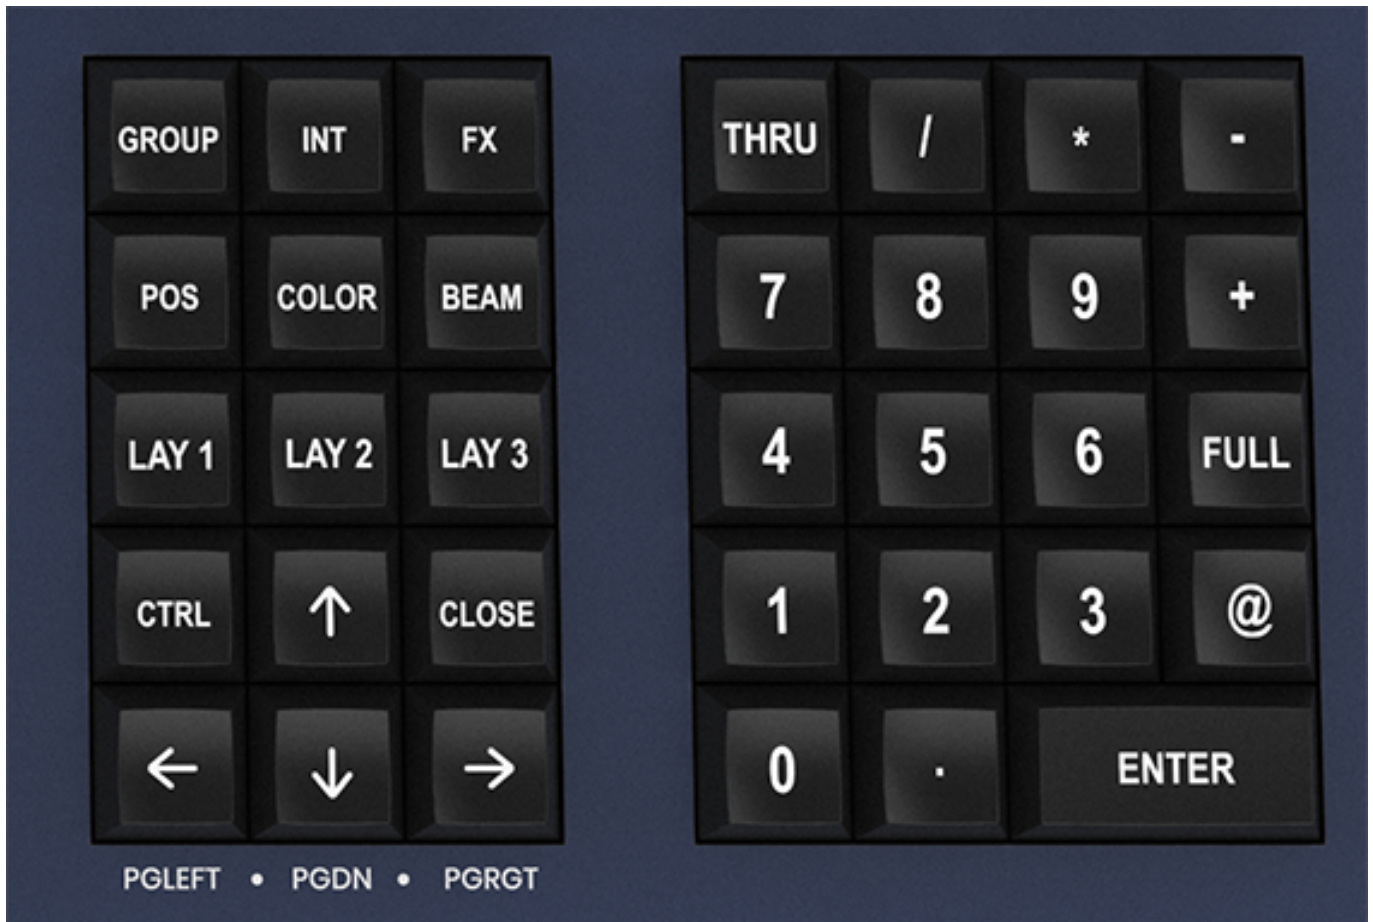 GROUP INT FX
POS COLOR BEAM
LAY 1 LAY 2 LAY 3
CTRL ↑ CLOSE
← ↓ →
PGLEFT • PGDN • PGRGT
THRU / * -
7 8 9 +
4 5 6 FULL
1 2 3 @
0 . ENTER